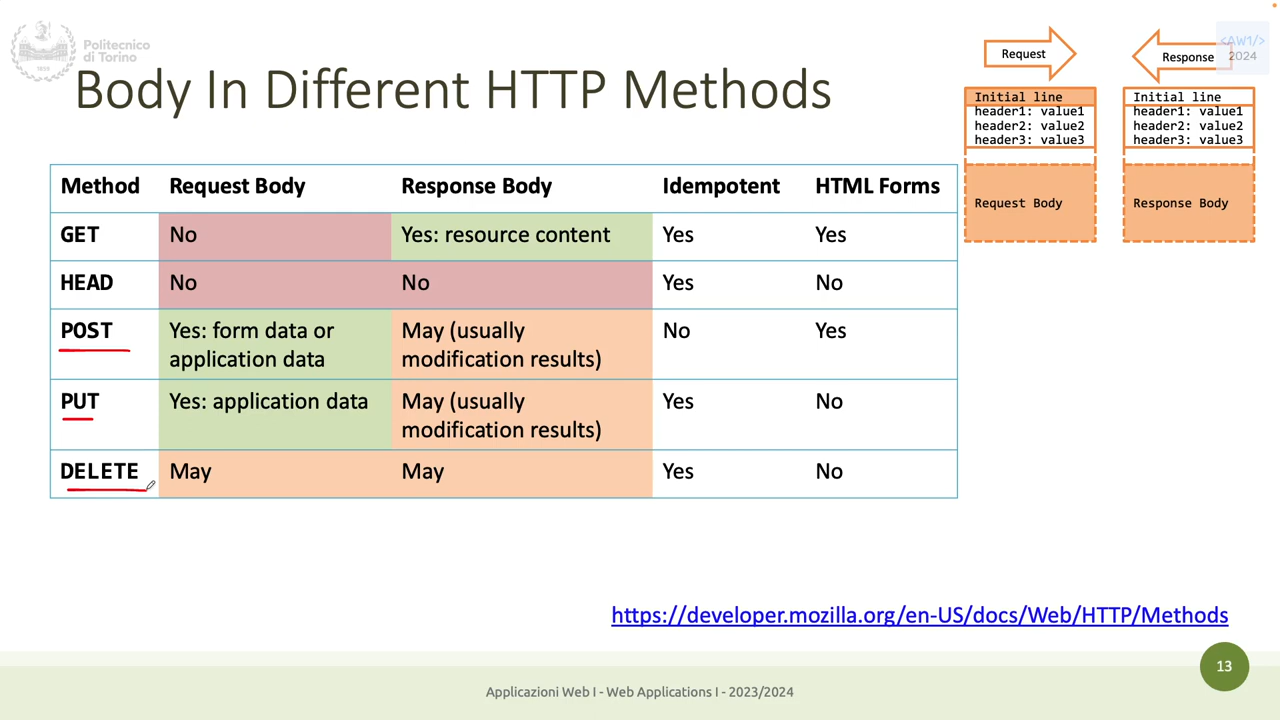 Politecnico
di Torino
1859
Body In Different HTTP Methods
Request
Response
<AW1/>
2024
Initial line
header1: value1
header2: value2
header3: value3
Request Body
Initial line
header1: value1
header2: value2
header3: value3
Response Body
Method Request Body Response Body Idempotent HTML Forms
GET No Yes: resource content Yes Yes
HEAD No No Yes No
POST Yes: form data or application data May (usually modification results) No Yes
PUT Yes: application data May (usually modification results) Yes No
DELETE May May Yes No
https://developer.mozilla.org/en-US/docs/Web/HTTP/Methods
13
Applicazioni Web I - Web Applications I - 2023/2024